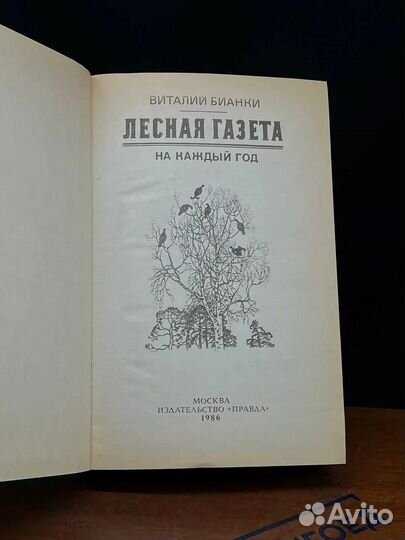 ВИТАЛИЙ БИАНКИ
ЛЕСНАЯ ГАЗЕТА
НА КАЖДЫЙ ГОД
МОСКВА
ИЗДАТЕЛЬСТВО «ПРАВДА»
1986
Avito